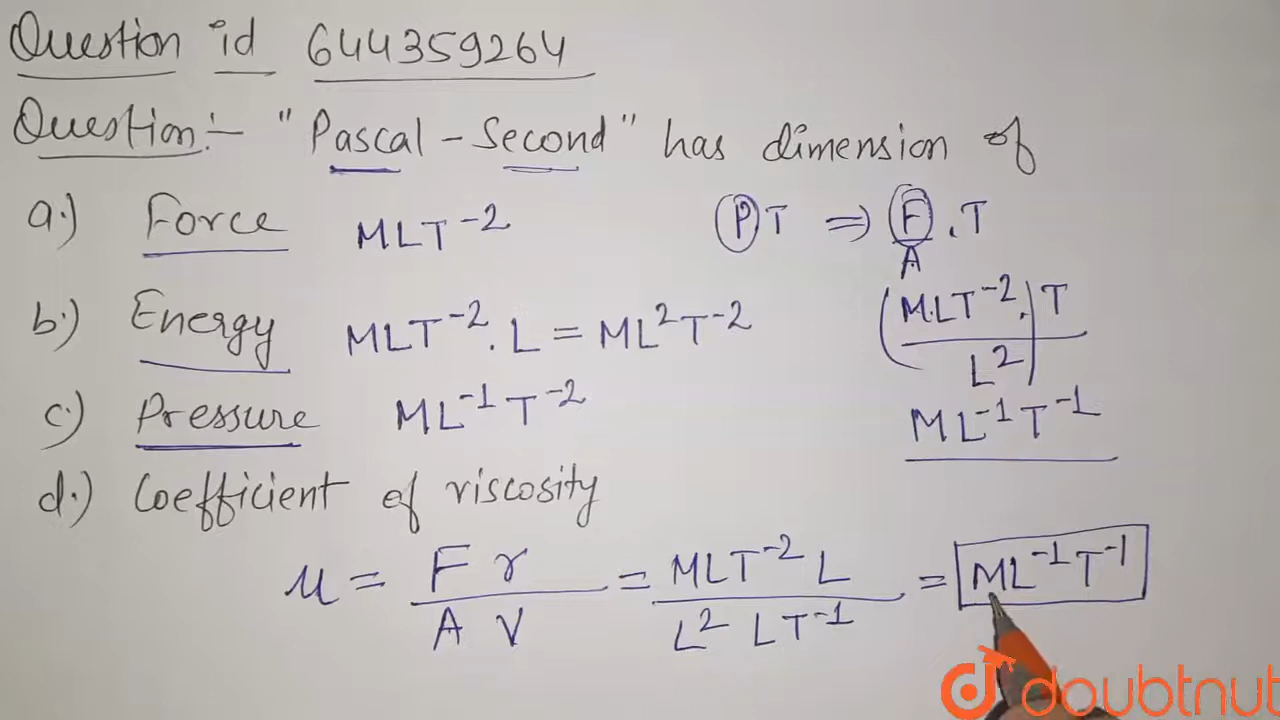 Question id 644359264
Question:- "Pascal-Second" has dimension of
a.) Force MLT⁻² PT ⇒ F/A . T
b.) Energy MLT⁻² . L = ML²T⁻² (MLT⁻² . / L²) T
c.) Pressure ML⁻¹T⁻² ML⁻¹T⁻¹
d.) Coefficient of viscosity
μ = F r / A V = MLT⁻² L / L² LT⁻¹ = ML⁻¹T⁻¹
doubtnut